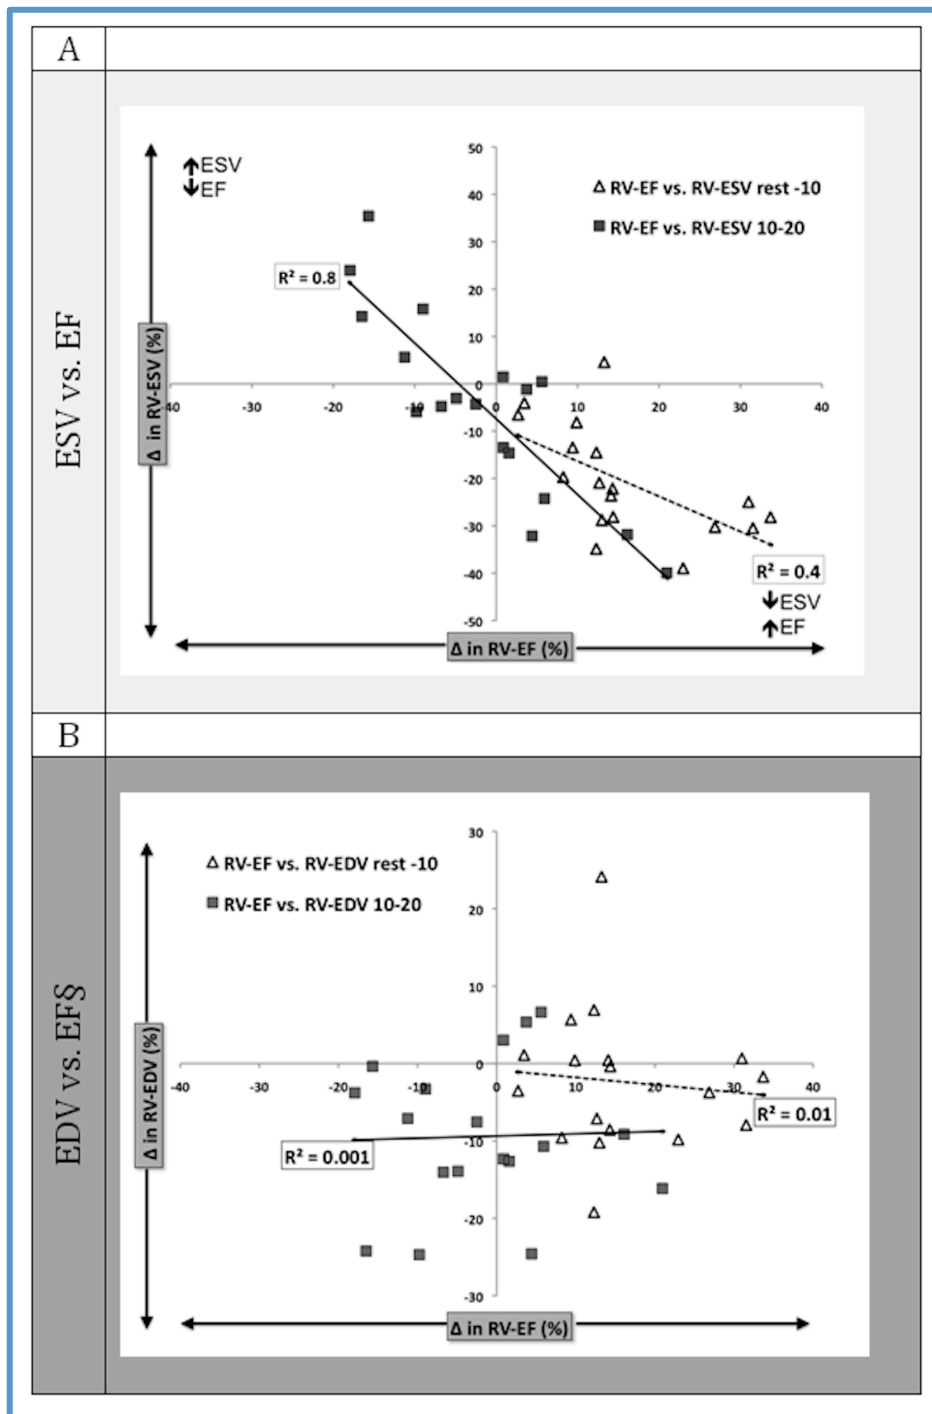 A
ESV vs. EF
↑ESV
↓EF
△ RV-EF vs. RV-ESV rest -10
■ RV-EF vs. RV-ESV 10-20
R² = 0.8
50
40
30
20
10
0
-10
-20
-30
-40
-50
-40
-30
-20
-10
0
10
20
30
40
Δ in RV-ESV (%)
R² = 0.4
↓ESV
↑EF
Δ in RV-EF (%)
B
EDV vs. EF§
△ RV-EF vs. RV-EDV rest -10
■ RV-EF vs. RV-EDV 10-20
30
20
10
0
-10
-20
-30
-40
-30
-20
-10
0
10
20
30
40
Δ in RV-EDV (%)
R² = 0.01
R² = 0.001
Δ in RV-EF (%)